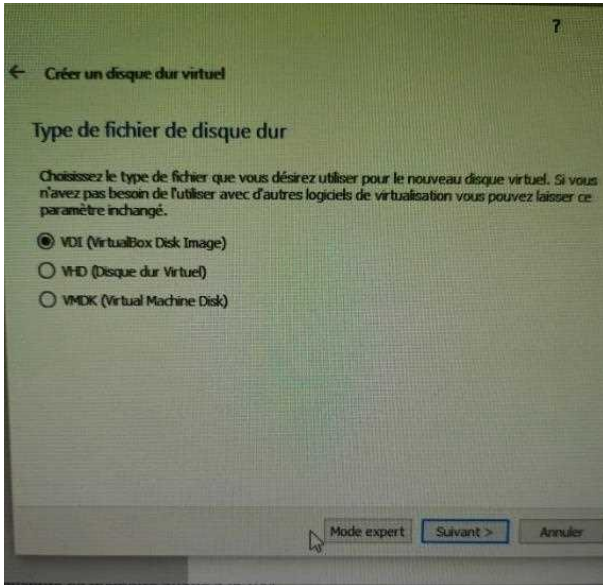 ?
← Créer un disque dur virtuel
Type de fichier de disque dur
Choisissez le type de fichier que vous désirez utiliser pour le nouveau disque virtuel. Si vous
n'avez pas besoin de l'utiliser avec d'autres logiciels de virtualisation vous pouvez laisser ce
paramètre inchangé.
VDI (VirtualBox Disk Image)
VHD (Disque dur Virtuel)
VMDK (Virtual Machine Disk)
Mode expert Suivant > Annuler